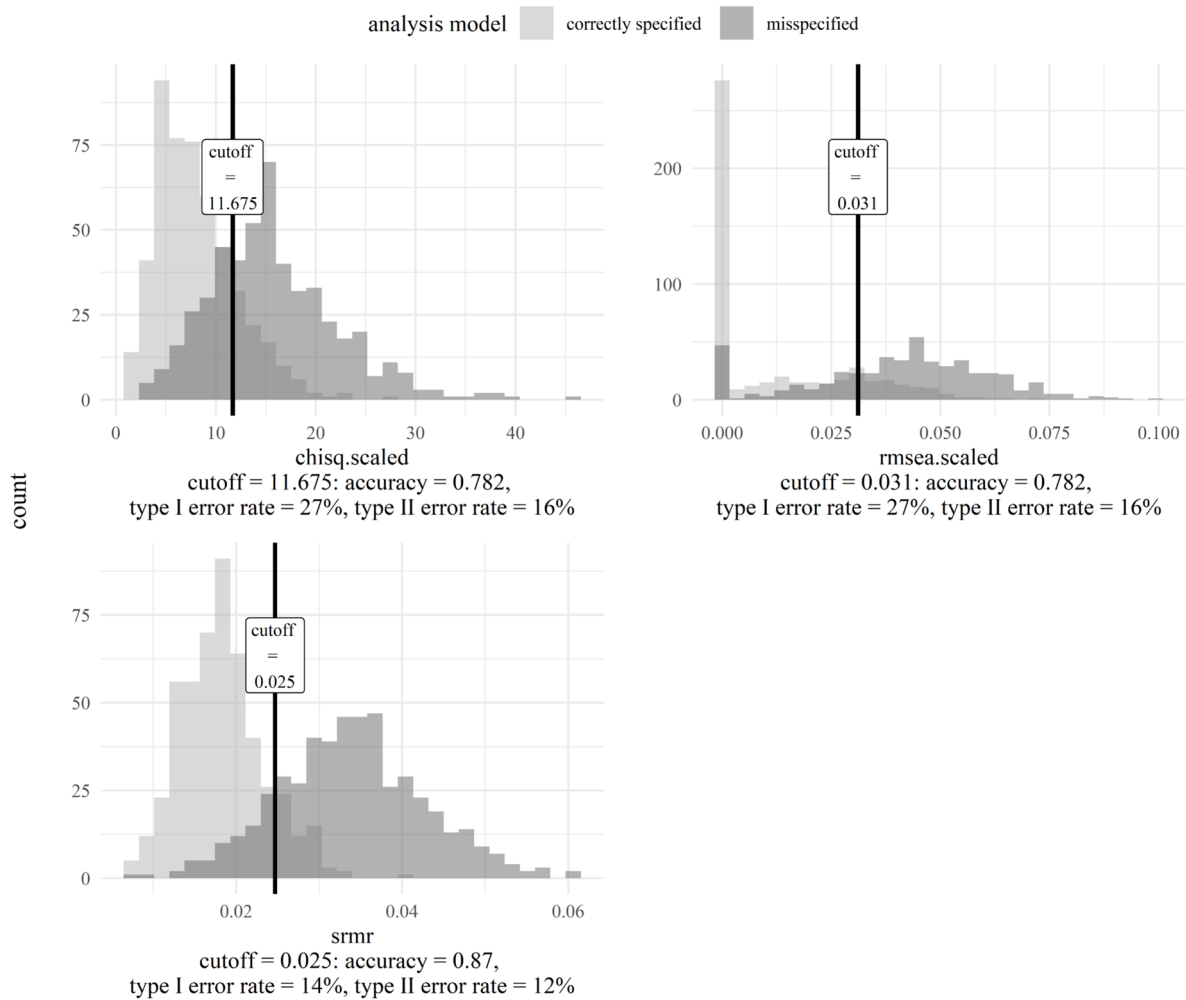 analysis model correctly specified misspecified
75
50
25
0
cutoff
=
11.675
0 10 20 30 40
chisq.scaled
cutoff = 11.675: accuracy = 0.782,
type I error rate = 27%, type II error rate = 16%
200
100
0
cutoff
=
0.031
0.000 0.025 0.050 0.075 0.100
rmsea.scaled
cutoff = 0.031: accuracy = 0.782,
type I error rate = 27%, type II error rate = 16%
count
75
50
25
0
cutoff
=
0.025
0.02 0.04 0.06
srmr
cutoff = 0.025: accuracy = 0.87,
type I error rate = 14%, type II error rate = 12%